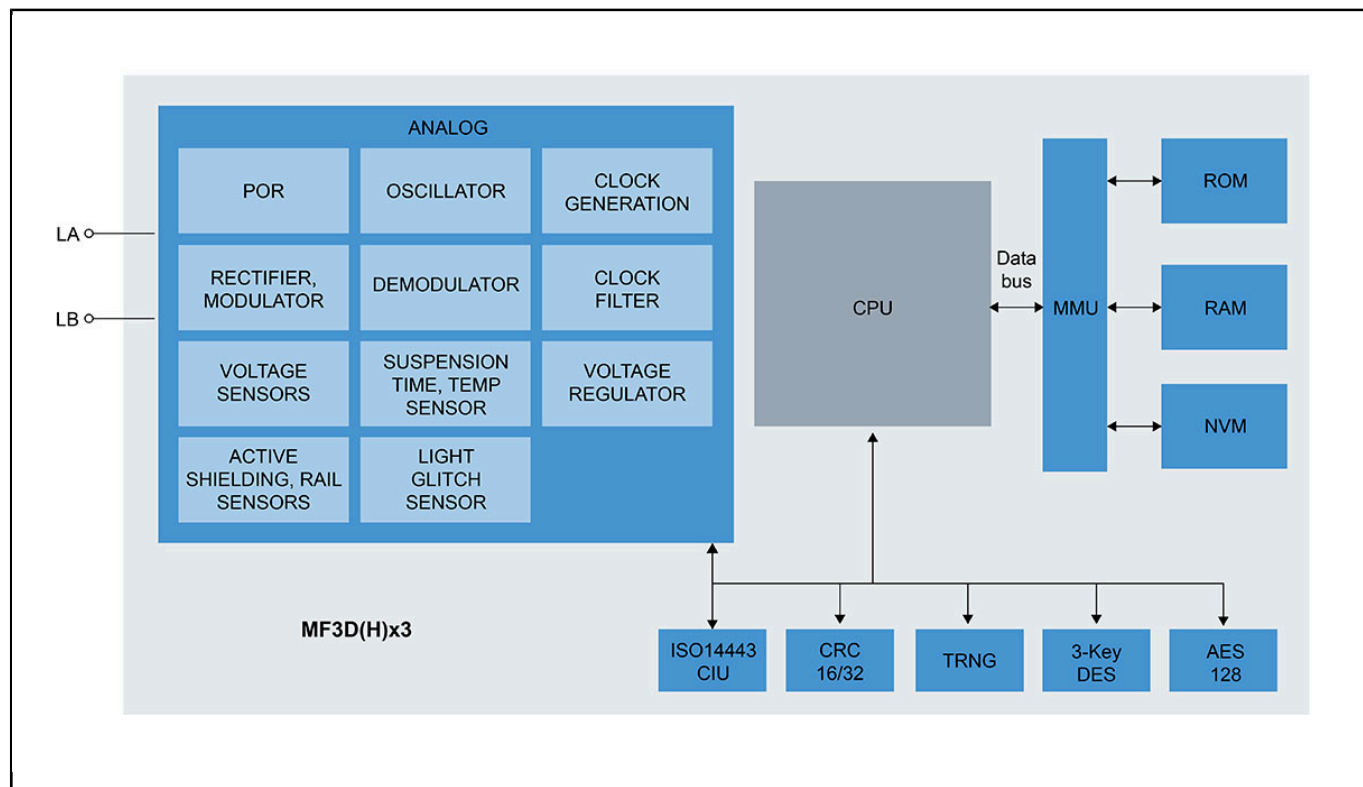 ANALOG
POR
OSCILLATOR
CLOCK
GENERATION
LA
RECTIFIER,
MODULATOR
DEMODULATOR
CLOCK
FILTER
LB
VOLTAGE
SENSORS
SUSPENSION
TIME, TEMP
SENSOR
VOLTAGE
REGULATOR
ACTIVE
SHIELDING, RAIL
SENSORS
LIGHT
GLITCH
SENSOR
CPU
Data
bus
MMU
ROM
RAM
NVM
MF3D(H)x3
ISO14443
CIU
CRC
16/32
TRNG
3-Key
DES
AES
128